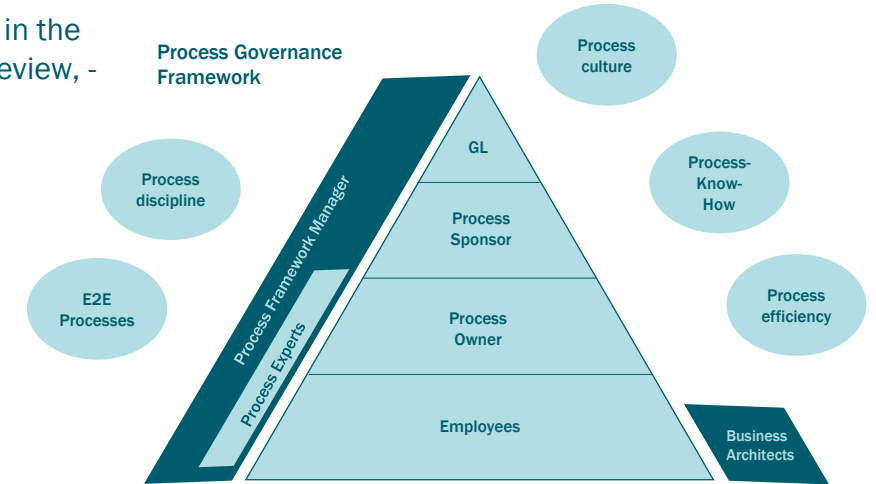 in the
eview, -
Process Governance
Framework
Process
culture
GL
Process
discipline
Process-
Know-
How
Process
Sponsor
Process Framework Manager
E2E
Processes
Process Experts
Process
Owner
Process
efficiency
Employees
Business
Architects